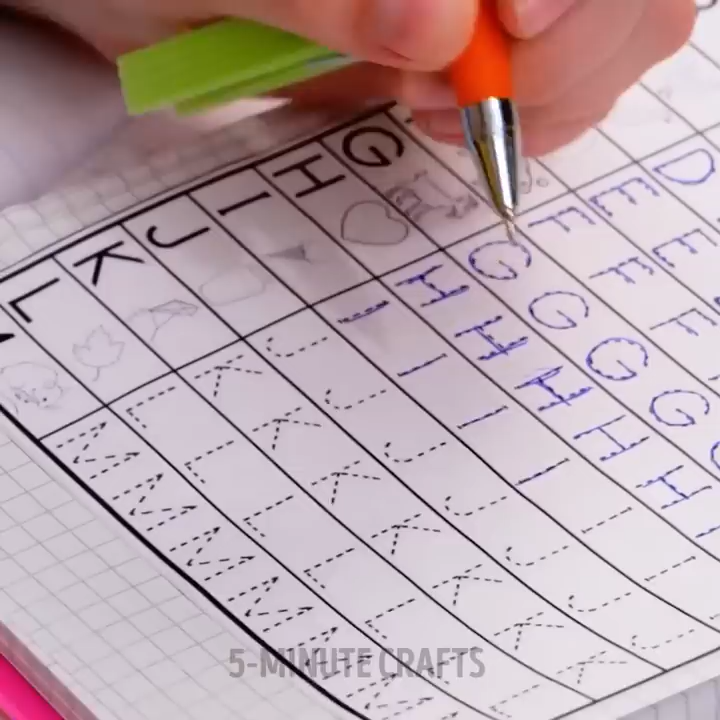 D
E E
F F F
G G G G G
H H H H H H
I I I I I I I
J J J J J J J
K K K K K K K K
L L L L L L L
M M M M M M
5-MINUTE CRAFTS